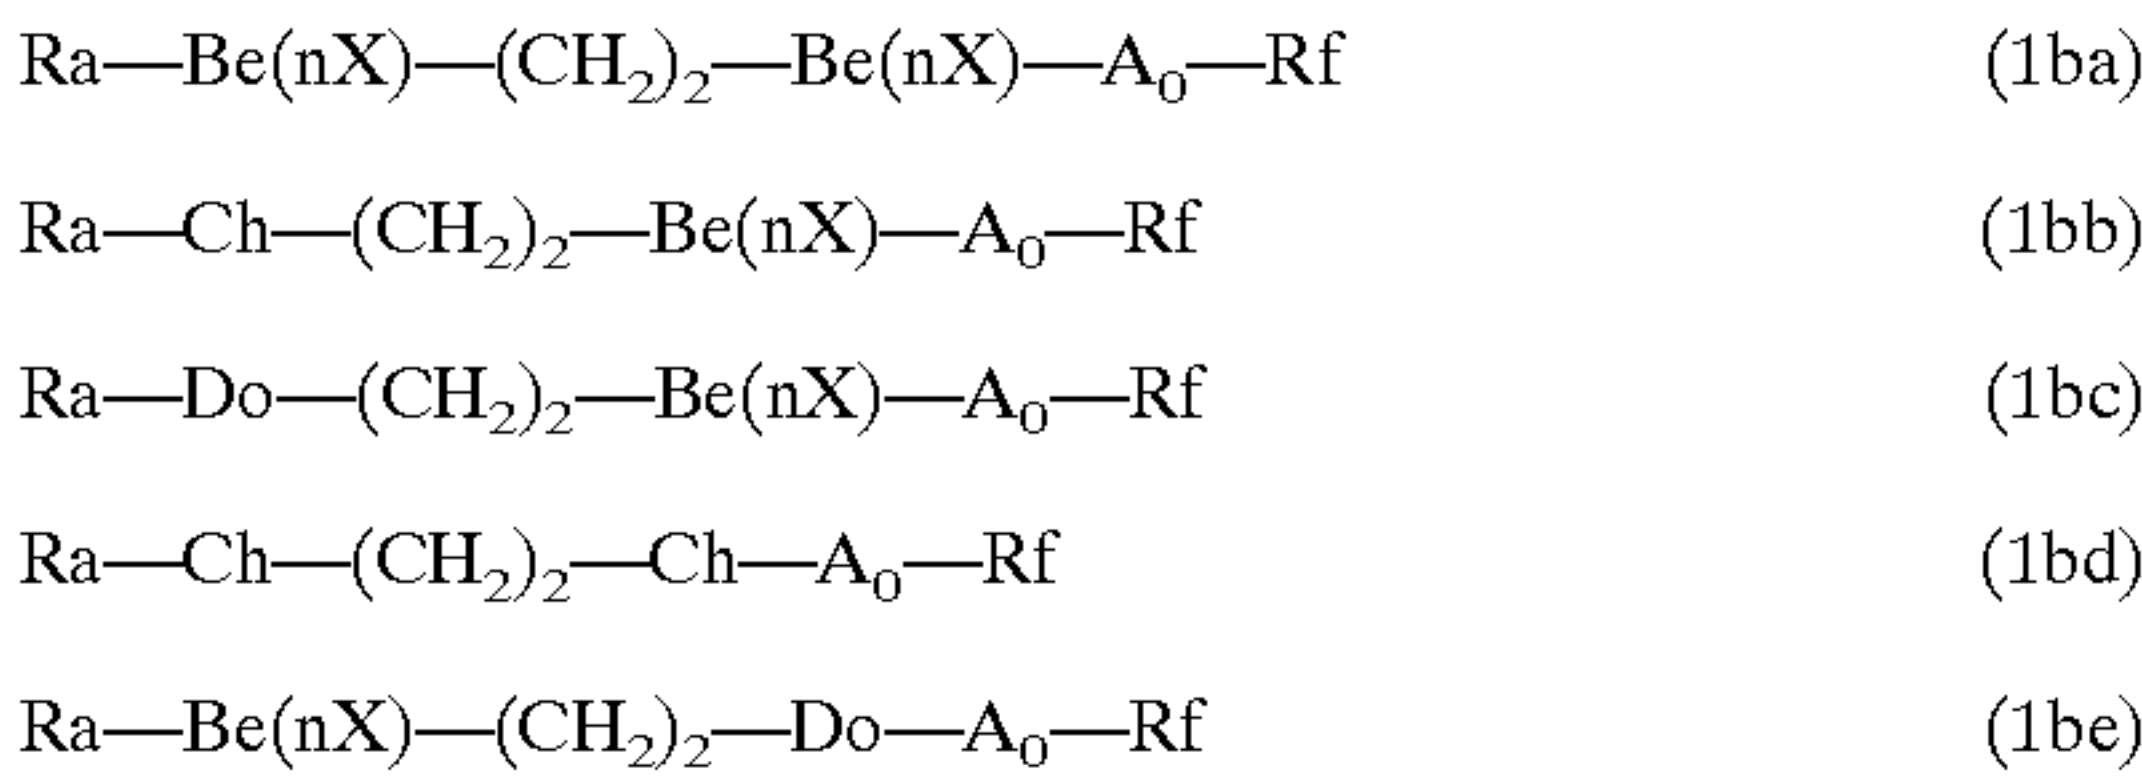 Ra—Be(nX)—(CH₂)₂—Be(nX)—A₀—Rf (1ba)
Ra—Ch—(CH₂)₂—Be(nX)—A₀—Rf (1bb)
Ra—Do—(CH₂)₂—Be(nX)—A₀—Rf (1bc)
Ra—Ch—(CH₂)₂—Ch—A₀—Rf (1bd)
Ra—Be(nX)—(CH₂)₂—Do—A₀—Rf (1be)